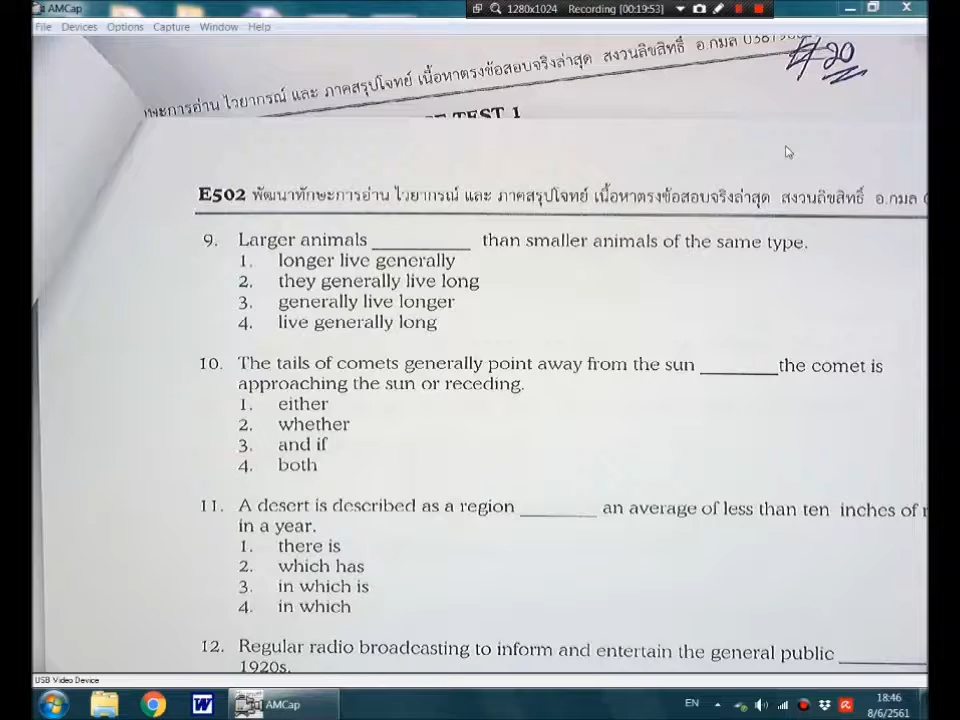 AMCap
1280x1024 Recording [00:19:53]
File Devices Options Capture Window Help
#20
ไวยากรณ์ และ ภาคสรุปโจทย์ เนื้อหาตรงข้อสอบจริงล่าสุด สงวนลิขสิทธิ์ อ.กมล
TEST 1
E502 พัฒนาทักษะการอ่าน ไวยากรณ์ และ ภาคสรุปโจทย์ เนื้อหาตรงข้อสอบจริงล่าสุด สงวนลิขสิทธิ์ อ.กมล
9. Larger animals ________ than smaller animals of the same type.
1. longer live generally
2. they generally live long
3. generally live longer
4. live generally long
10. The tails of comets generally point away from the sun ________the comet is
approaching the sun or receding.
1. either
2. whether
3. and if
4. both
11. A desert is described as a region ________ an average of less than ten inches of
in a year.
1. there is
2. which has
3. in which is
4. in which
12. Regular radio broadcasting to inform and entertain the general public ________
1920s.
USB Video Device
AMCap
EN
18:46
8/6/2561